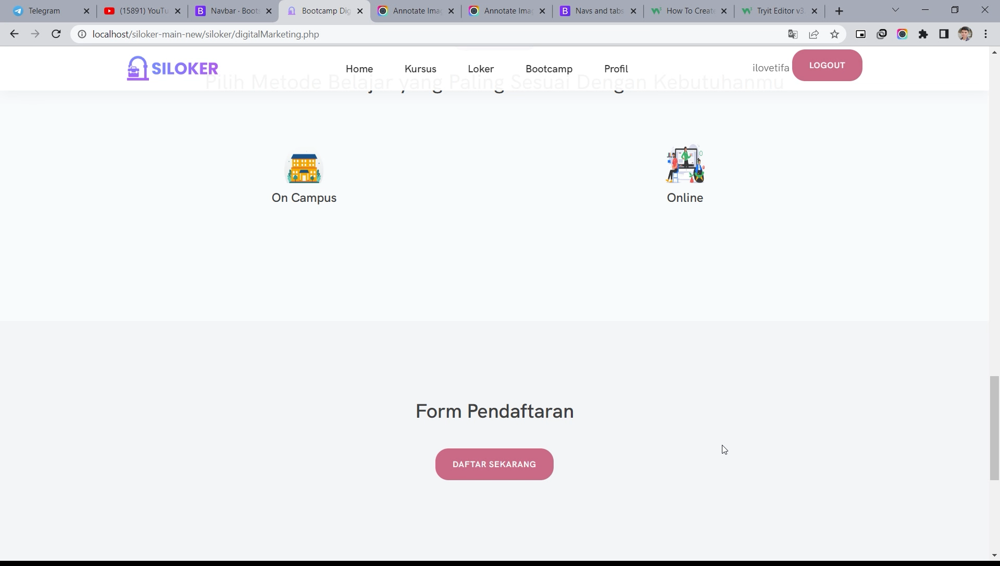 Telegram
(15891) YouTu
Navbar · Boots
Bootcamp Dig
Annotate Imag
Annotate Imag
Navs and tabs
How To Create
Tryit Editor v3.
localhost/siloker-main-new/siloker/digitalMarketing.php
SILOKER
Home
Kursus
Loker
Bootcamp
Profil
ilovetifa
LOGOUT
Pilih Metode Belajar yang Paling Sesuai Dengan Kebutuhanmu
On Campus
Online
Form Pendaftaran
DAFTAR SEKARANG